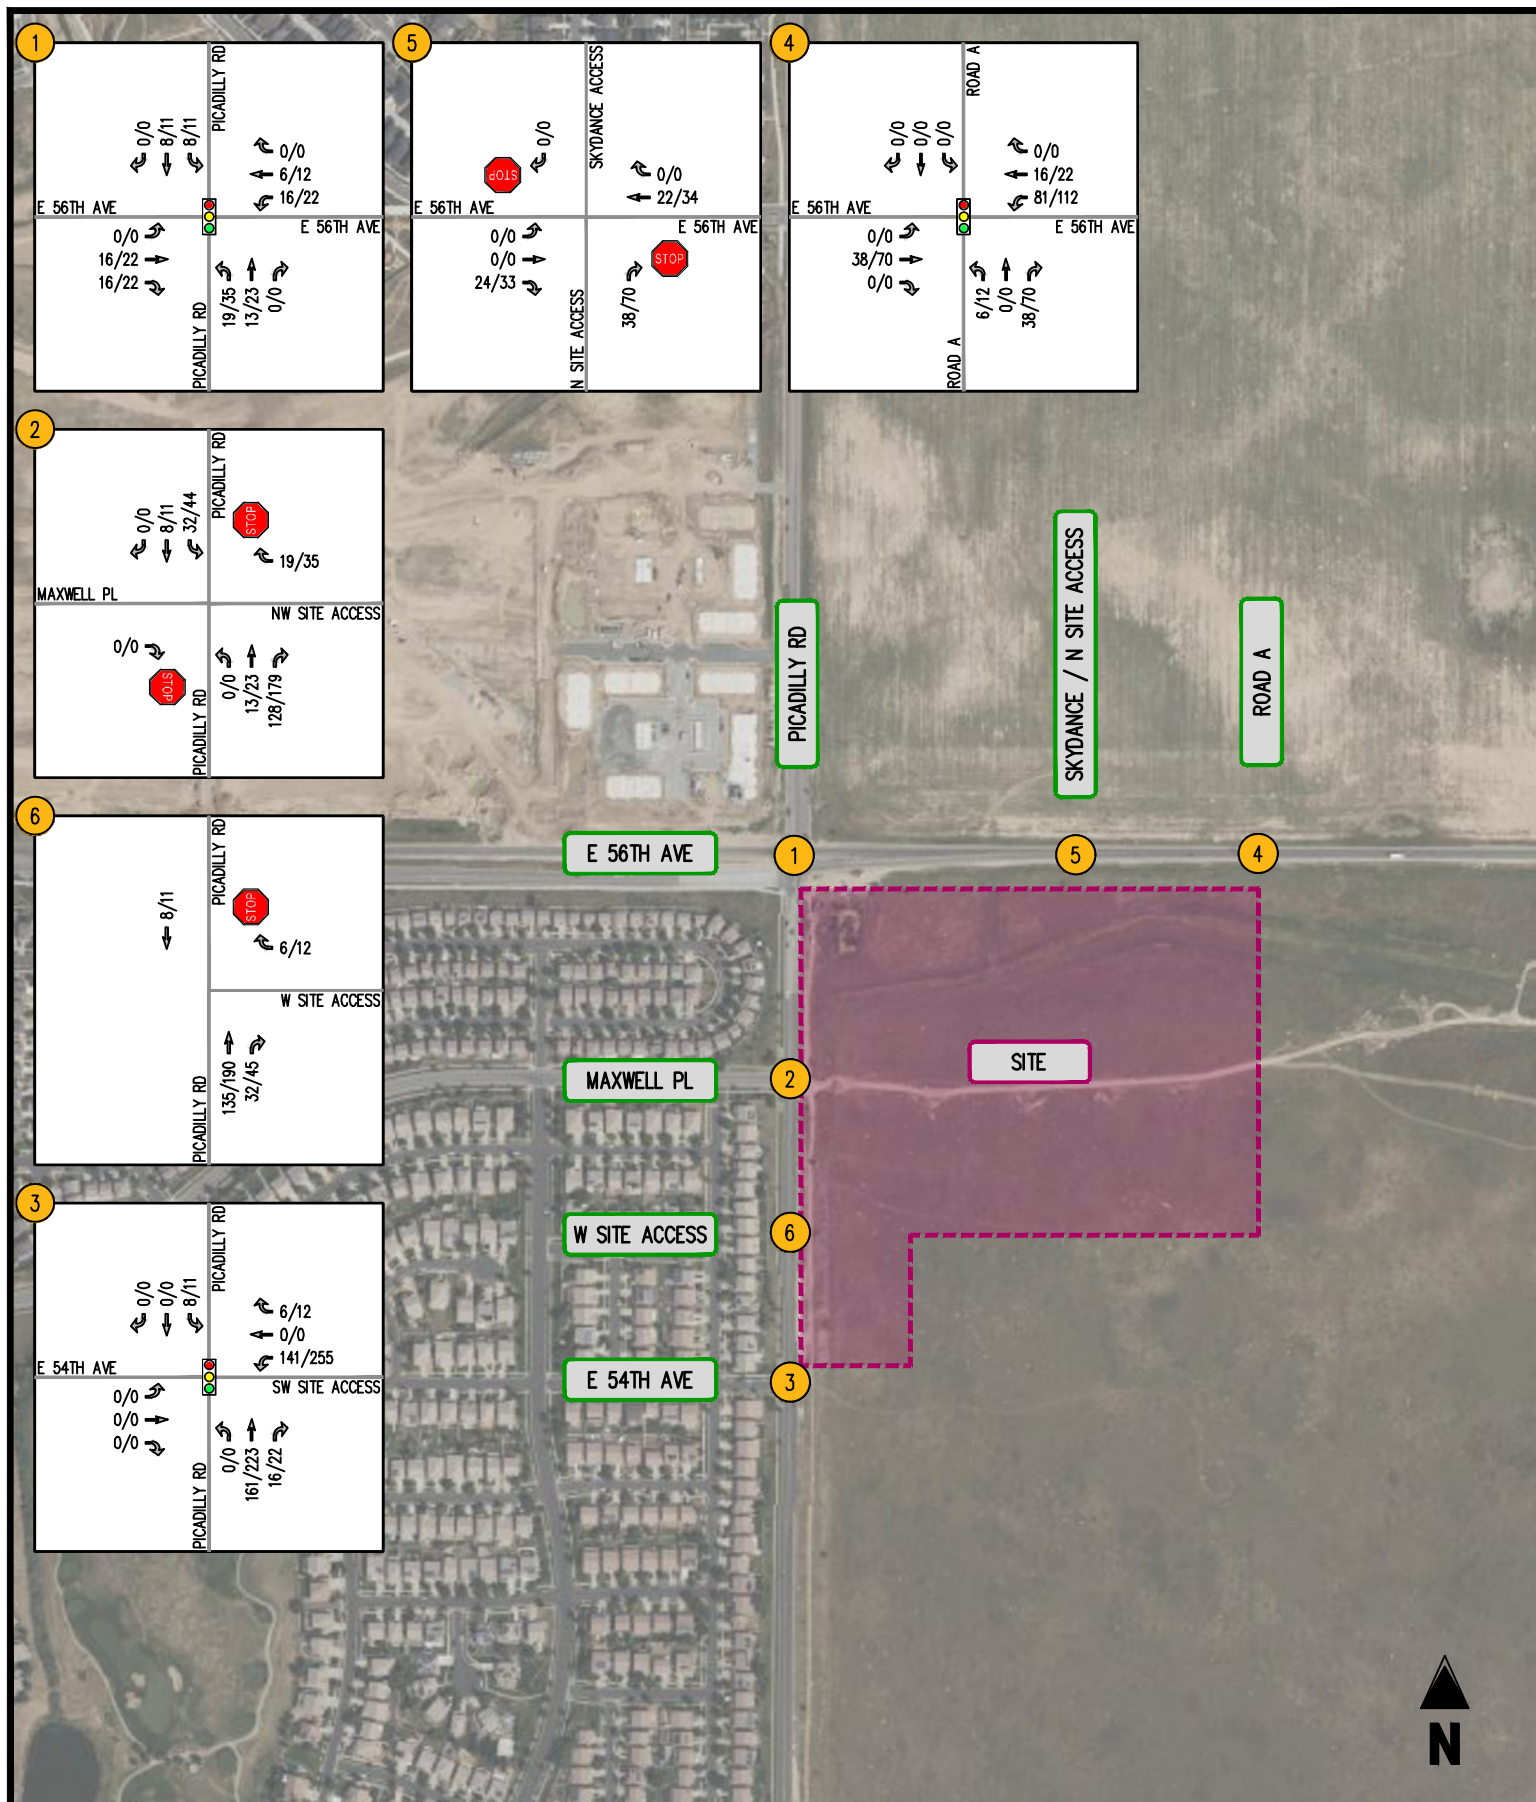 1
PICADILLY RD
0/0
8/11
8/11
0/0
6/12
16/22
E 56TH AVE
E 56TH AVE
0/0
16/22
16/22
19/35
13/23
0/0
PICADILLY RD
5
SKYDANCE ACCESS
STOP
0/0
0/0
22/34
E 56TH AVE
E 56TH AVE
0/0
0/0
24/33
38/70
STOP
N SITE ACCESS
4
ROAD A
0/0
0/0
0/0
0/0
16/22
81/112
E 56TH AVE
E 56TH AVE
0/0
38/70
0/0
6/12
0/0
38/70
ROAD A
2
PICADILLY RD
0/0
8/11
32/44
STOP
19/35
MAXWELL PL
NW SITE ACCESS
0/0
STOP
0/0
13/23
128/179
PICADILLY RD
6
PICADILLY RD
8/11
STOP
6/12
W SITE ACCESS
135/190
32/45
PICADILLY RD
3
PICADILLY RD
0/0
0/0
8/11
6/12
0/0
141/255
E 54TH AVE
SW SITE ACCESS
0/0
0/0
0/0
0/0
161/223
16/22
PICADILLY RD
PICADILLY RD
SKYDANCE / N SITE ACCESS
ROAD A
E 56TH AVE
1
5
4
SITE
MAXWELL PL
2
W SITE ACCESS
6
E 54TH AVE
3
N